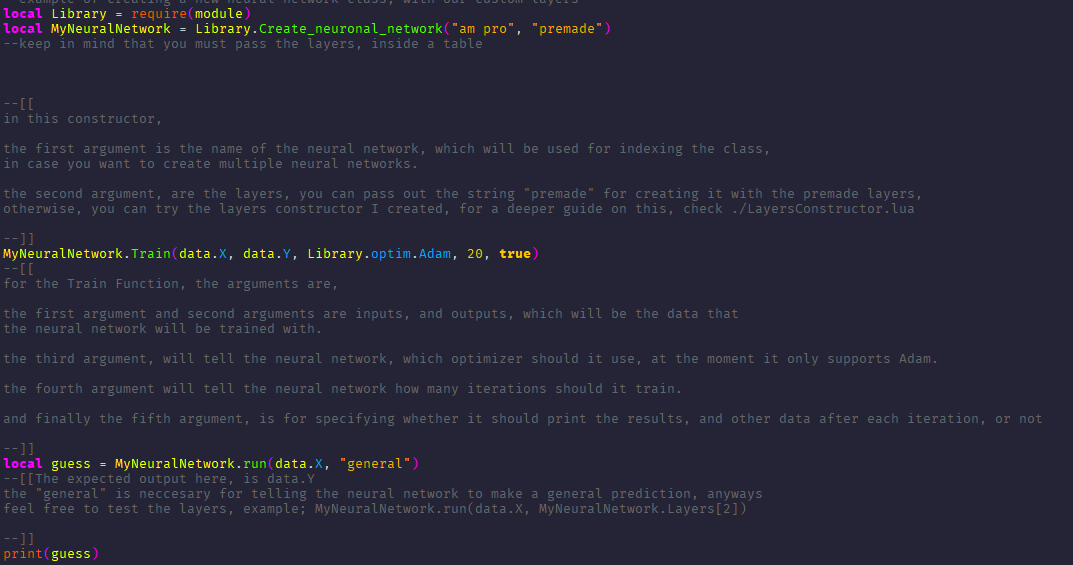 --example of creating a new neural network class, with our custom layers
local Library = require(module)
local MyNeuralNetwork = Library.Create_neuronal_network("am pro", "premade")
--keep in mind that you must pass the layers, inside a table
--[[
in this constructor,
the first argument is the name of the neural network, which will be used for indexing the class,
in case you want to create multiple neural networks.
the second argument, are the layers, you can pass out the string "premade" for creating it with the premade layers,
otherwise, you can try the layers constructor I created, for a deeper guide on this, check ./LayersConstructor.lua
--]]
MyNeuralNetwork.Train(data.X, data.Y, Library.optim.Adam, 20, true)
--[[
for the Train Function, the arguments are,
the first argument and second arguments are inputs, and outputs, which will be the data that
the neural network will be trained with.
the third argument, will tell the neural network, which optimizer should it use, at the moment it only supports Adam.
the fourth argument will tell the neural network how many iterations should it train.
and finally the fifth argument, is for specifying whether it should print the results, and other data after each iteration, or not
--]]
local guess = MyNeuralNetwork.run(data.X, "general")
--[[The expected output here, is data.Y
the "general" is neccesary for telling the neural network to make a general prediction, anyways
feel free to test the layers, example; MyNeuralNetwork.run(data.X, MyNeuralNetwork.Layers[2])
--]]
print(guess)